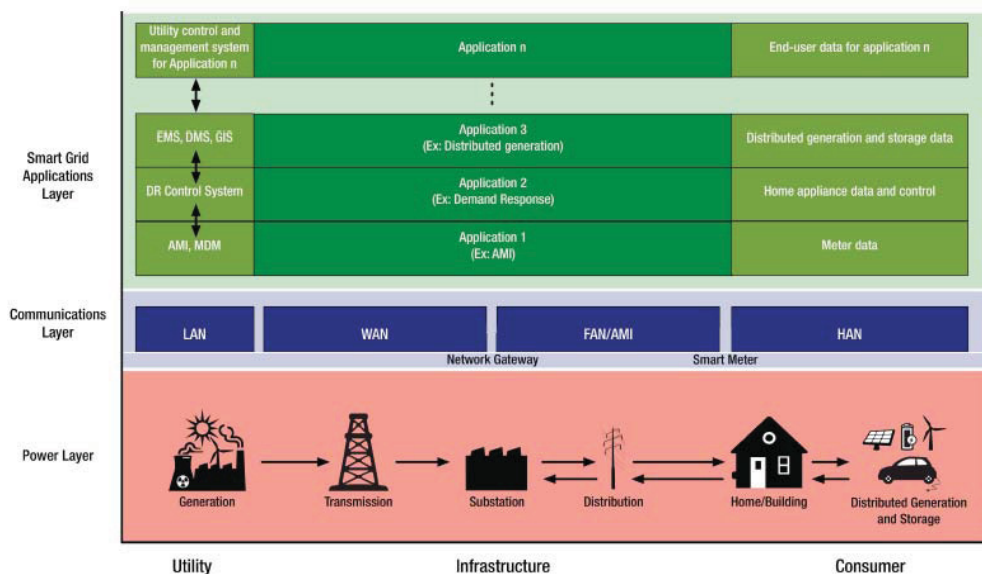 Utility control and
management system
for Application n
Application n
End-user data for application n
Smart Grid
Applications
Layer
EMS, DMS, GIS
Application 3
(Ex: Distributed generation)
Distributed generation and storage data
DR Control System
Application 2
(Ex: Demand Response)
Home appliance data and control
AMI, MDM
Application 1
(Ex: AMI)
Meter data
Communications
Layer
LAN
WAN
FAN/AMI
HAN
Network Gateway
Smart Meter
Power Layer
Generation
Transmission
Substation
Distribution
Home/Building
Distributed Generation
and Storage
Utility
Infrastructure
Consumer